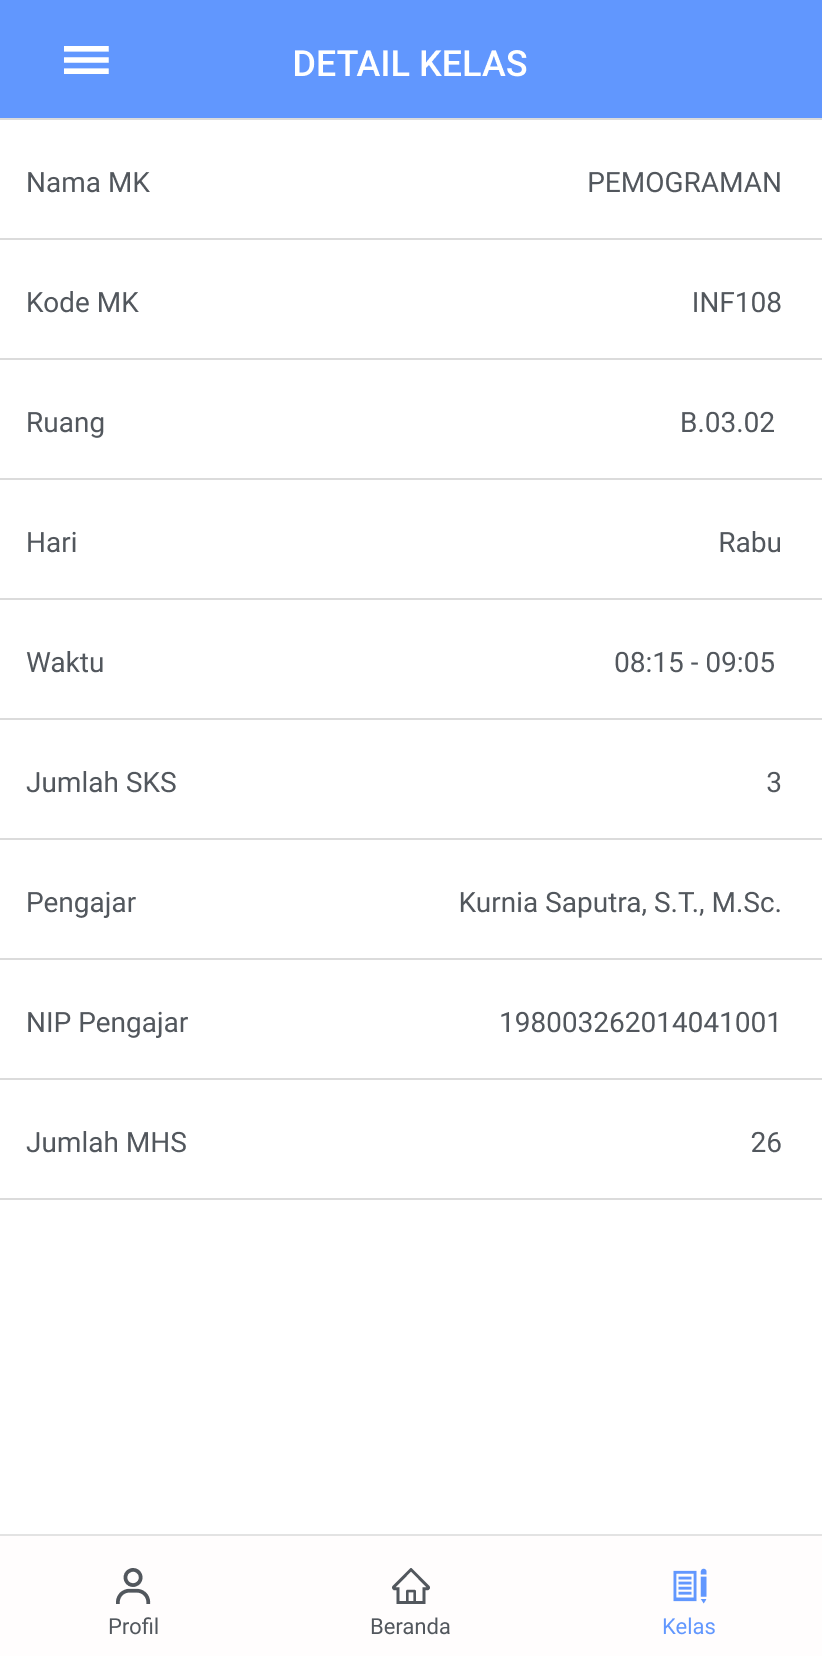 DETAIL KELAS
Nama MK PEMOGRAMAN
Kode MK INF108
Ruang B.03.02
Hari Rabu
Waktu 08:15 - 09:05
Jumlah SKS 3
Pengajar Kurnia Saputra, S.T., M.Sc.
NIP Pengajar 198003262014041001
Jumlah MHS 26
Profil Beranda Kelas